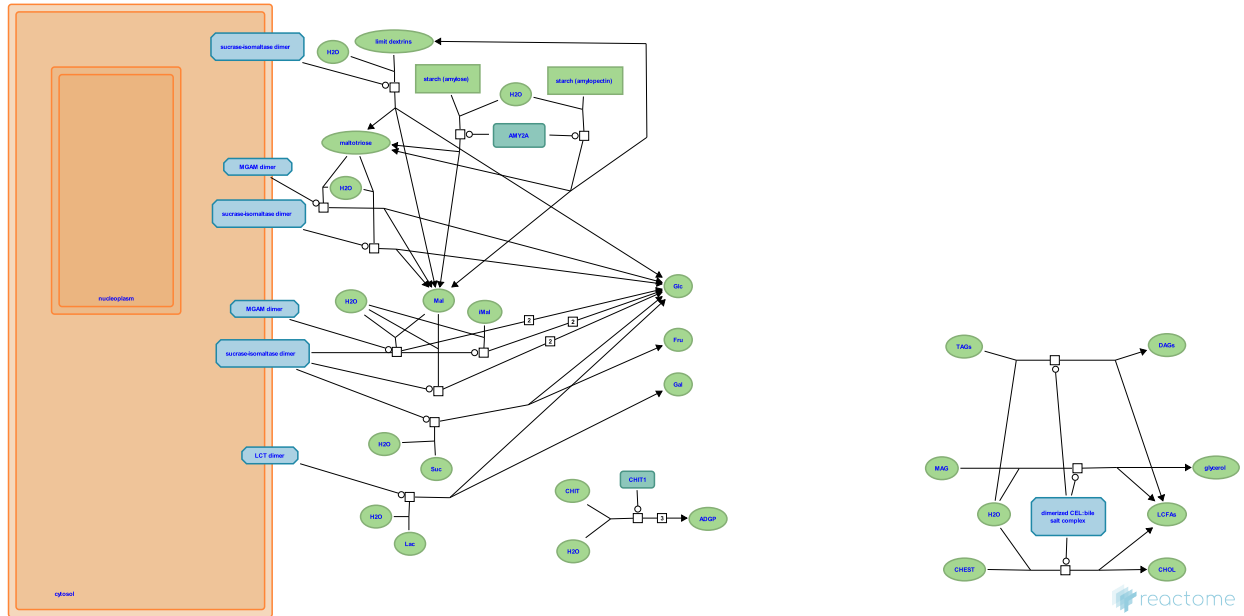 sucrase-isomaltase dimer
H2O
limit dextrins
starch (amylose)
starch (amylopectin)
H2O
AMY2A
maltotriose
MGAM dimer
H2O
sucrase-isomaltase dimer
nucleoplasm
MGAM dimer
H2O
Mal
iMal
Glc
2
2
2
sucrase-isomaltase dimer
Fru
Gal
H2O
Suc
LCT dimer
H2O
Lac
CHIT
CHIT1
3
ADGP
H2O
cytosol
TAGs
DAGs
MAG
glycerol
H2O
dimerized CEL:bile
salt complex
LCFAs
CHEST
CHOL
reactome